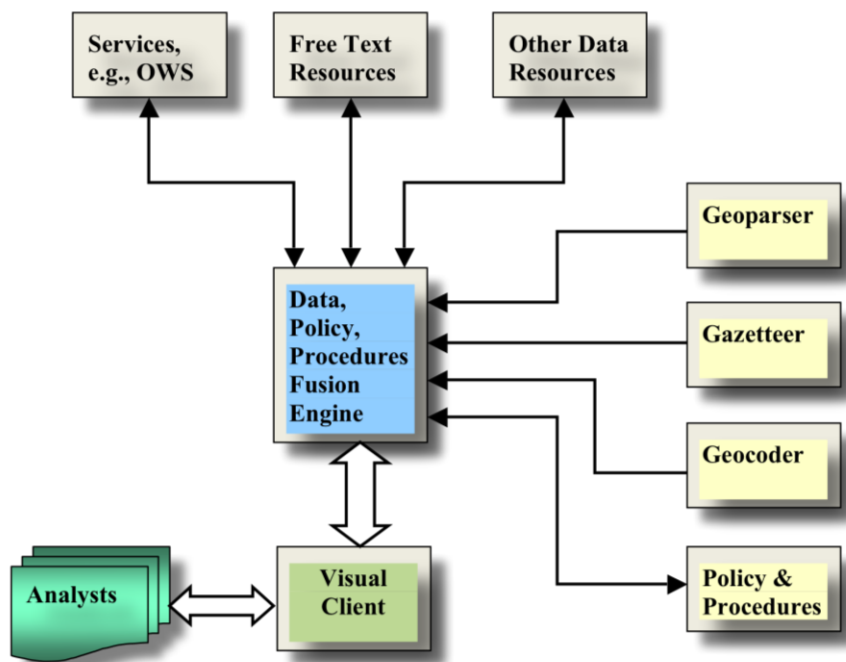 Services,
e.g., OWS
Free Text
Resources
Other Data
Resources
Geoparser
Data,
Policy,
Procedures
Fusion
Engine
Gazetteer
Geocoder
Analysts
Visual
Client
Policy &
Procedures